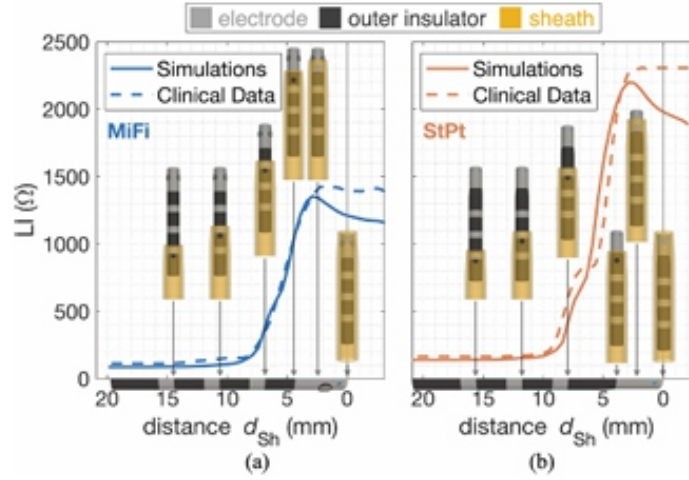 electrode outer insulator sheath
2500
2000
1500
1000
500
0
LI (Ω)
Simulations
Clinical Data
MiFi
20 15 10 5 0
distance d_Sh (mm)
(a)
Simulations
Clinical Data
StPt
20 15 10 5 0
distance d_Sh (mm)
(b)